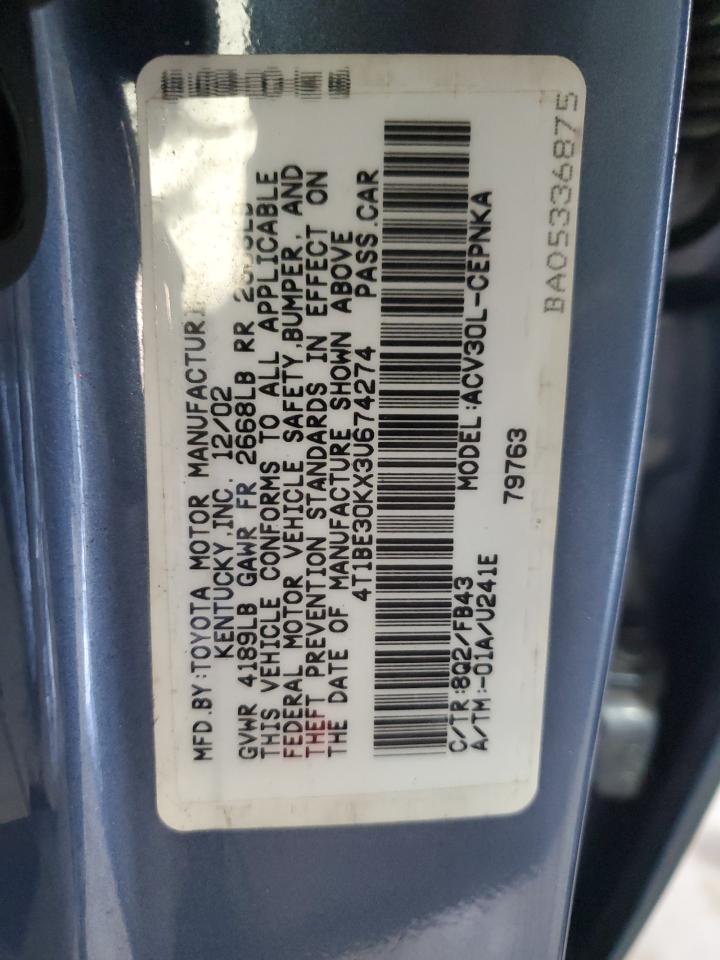 MFD.BY:TOYOTA MOTOR
KENTUCKY,INC. 12/02
GVWR 4189LB GAWR FR 2668LB RR
THIS VEHICLE CONFORMS TO ALL APPLICABLE
FEDERAL MOTOR VEHICLE SAFETY,BUMPER, AND
THEFT PREVENTION STANDARDS IN EFFECT ON
THE DATE OF MANUFACTURE SHOWN ABOVE
4T1BE30KX3U674274 PASS.CAR
C/TR:8Q2/FB43 MODEL:ACV30L-CEPNKA
A/TM:-01A/U241E
79763
BA05336875